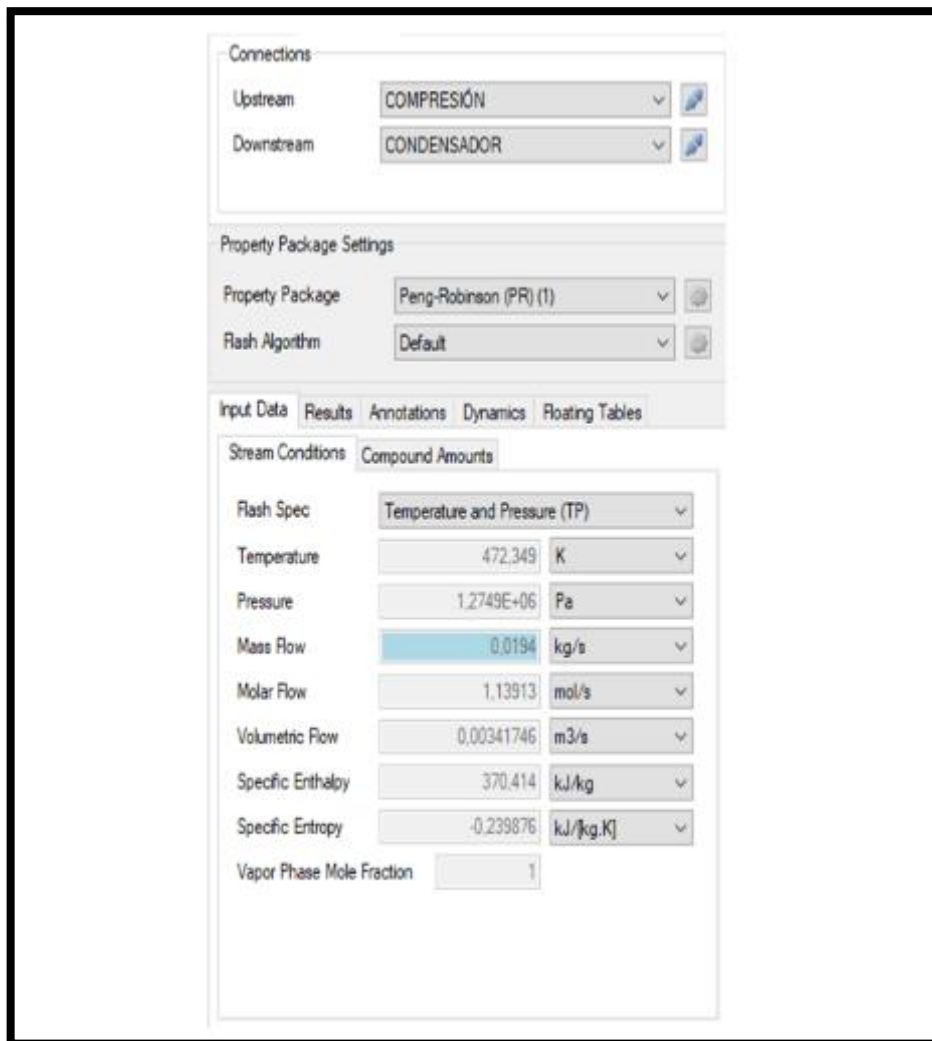 Connections
Upstream COMPRESIÓN
Downstream CONDENSADOR
Property Package Settings
Property Package Peng-Robinson (PR) (1)
Flash Algorithm Default
Input Data Results Annotations Dynamics Floating Tables
Stream Conditions Compound Amounts
Flash Spec Temperature and Pressure (TP)
Temperature 472,349 K
Pressure 1,2749E+06 Pa
Mass Flow 0,0194 kg/s
Molar Flow 1,13913 mol/s
Volumetric Flow 0,00341746 m3/s
Specific Enthalpy 370,414 kJ/kg
Specific Entropy -0,239876 kJ/[kg.K]
Vapor Phase Mole Fraction 1